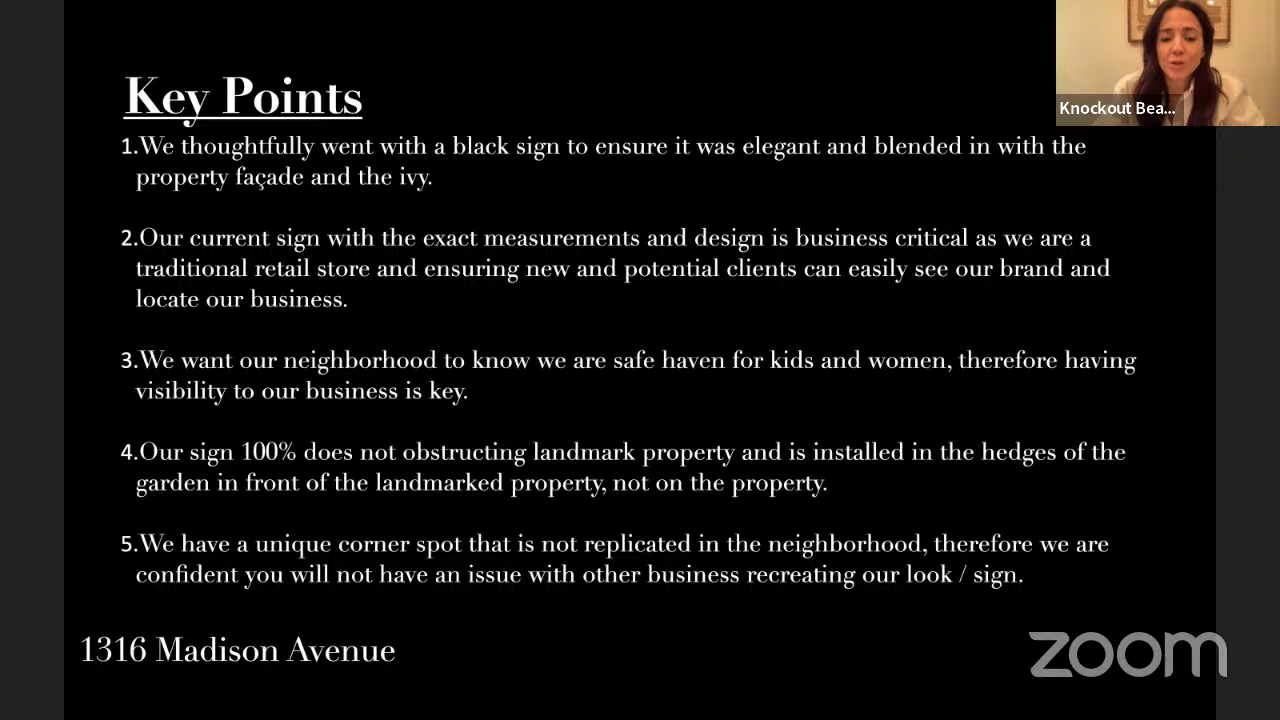 Key Points
1.We thoughtfully went with a black sign to ensure it was elegant and blended in with the
property façade and the ivy.
2.Our current sign with the exact measurements and design is business critical as we are a
traditional retail store and ensuring new and potential clients can easily see our brand and
locate our business.
3.We want our neighborhood to know we are safe haven for kids and women, therefore having
visibility to our business is key.
4.Our sign 100% does not obstructing landmark property and is installed in the hedges of the
garden in front of the landmarked property, not on the property.
5.We have a unique corner spot that is not replicated in the neighborhood, therefore we are
confident you will not have an issue with other business recreating our look / sign.
1316 Madison Avenue
Knockout Bea...
zoom